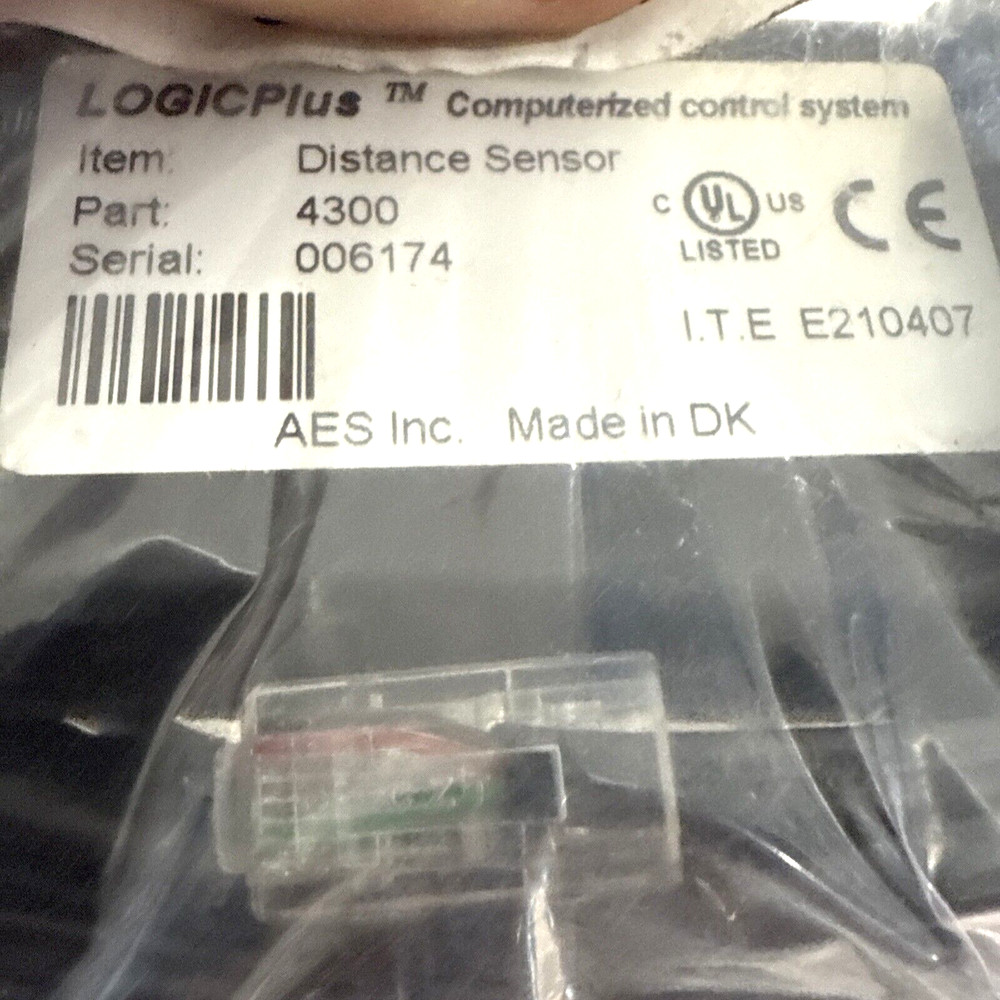 LOGICPlus ™ Computerized control system
Item: Distance Sensor
Part: 4300
Serial: 006174
C UL US
LISTED
CE
I.T.E E210407
AES Inc. Made in DK